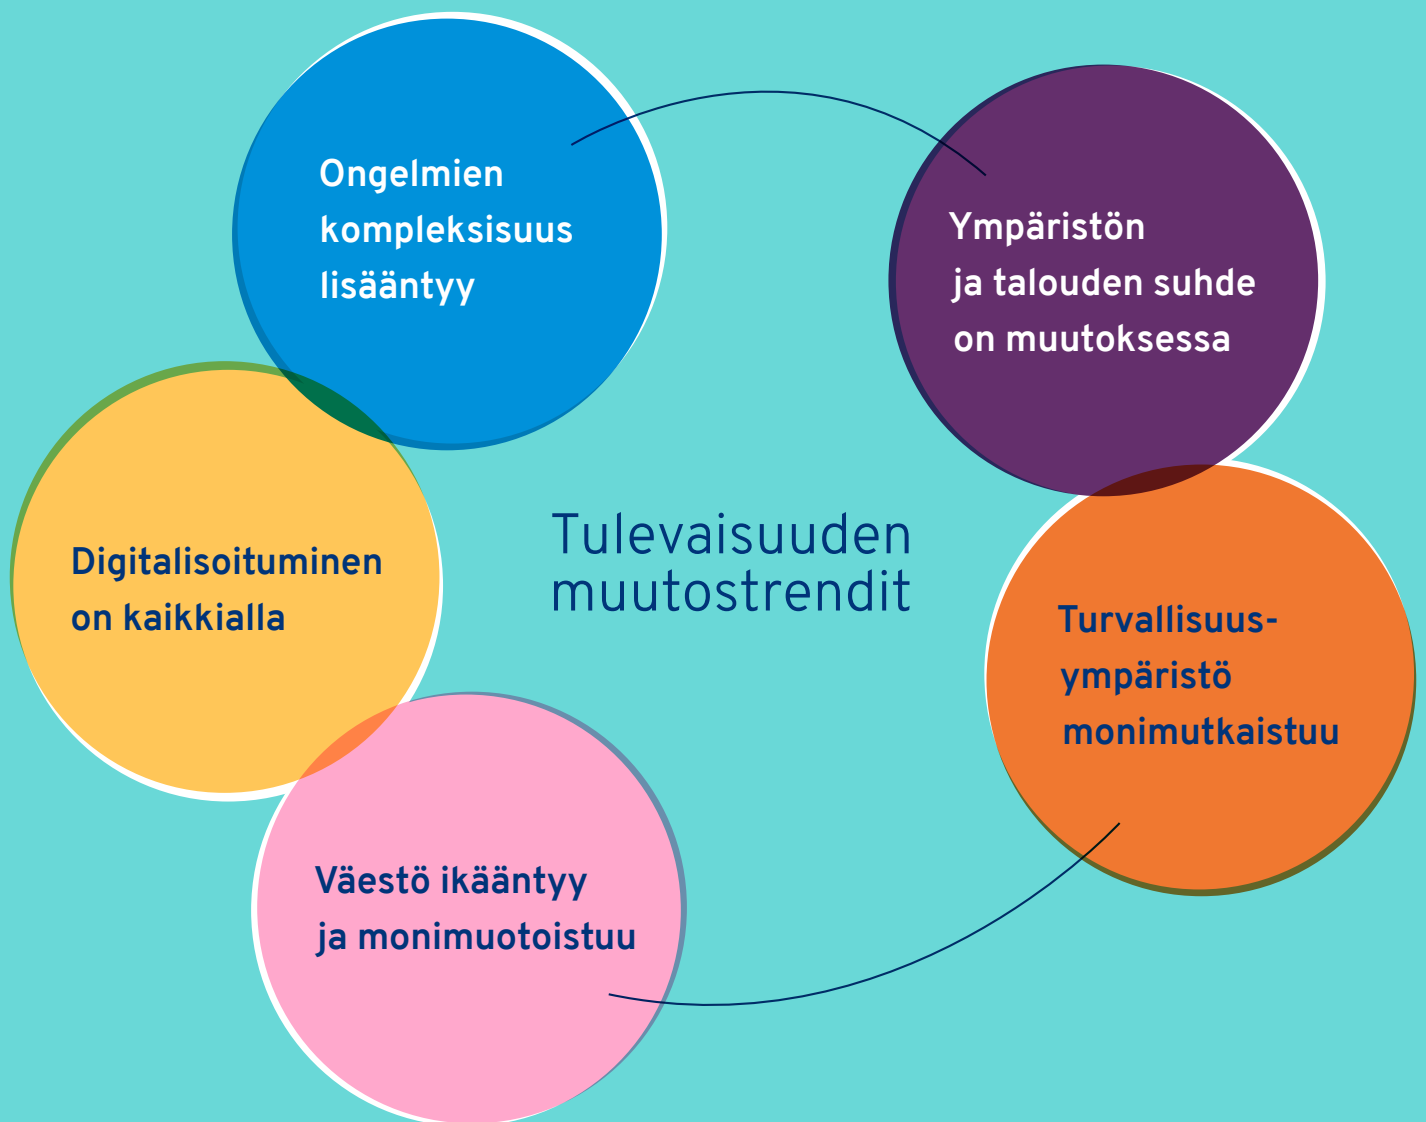 Ongelmien
kompleksisuus
lisääntyy
Ympäristön
ja talouden suhde
on muutoksessa
Digitalisoituminen
on kaikkialla
Tulevaisuuden
muutostrendit
Turvallisuus-
ympäristö
monimutkaistuu
Väestö ikääntyy
ja monimuotoistuu